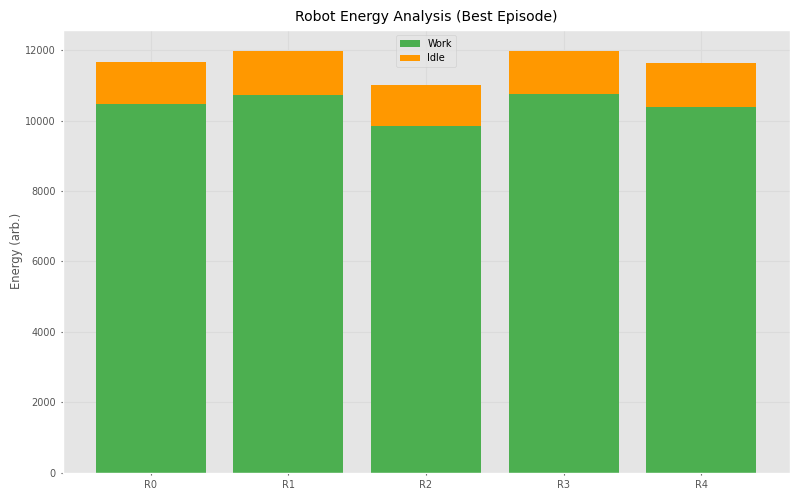 Robot Energy Analysis (Best Episode)
Work
Idle
Energy (arb.)
12000
10000
8000
6000
4000
2000
0
R0 R1 R2 R3 R4